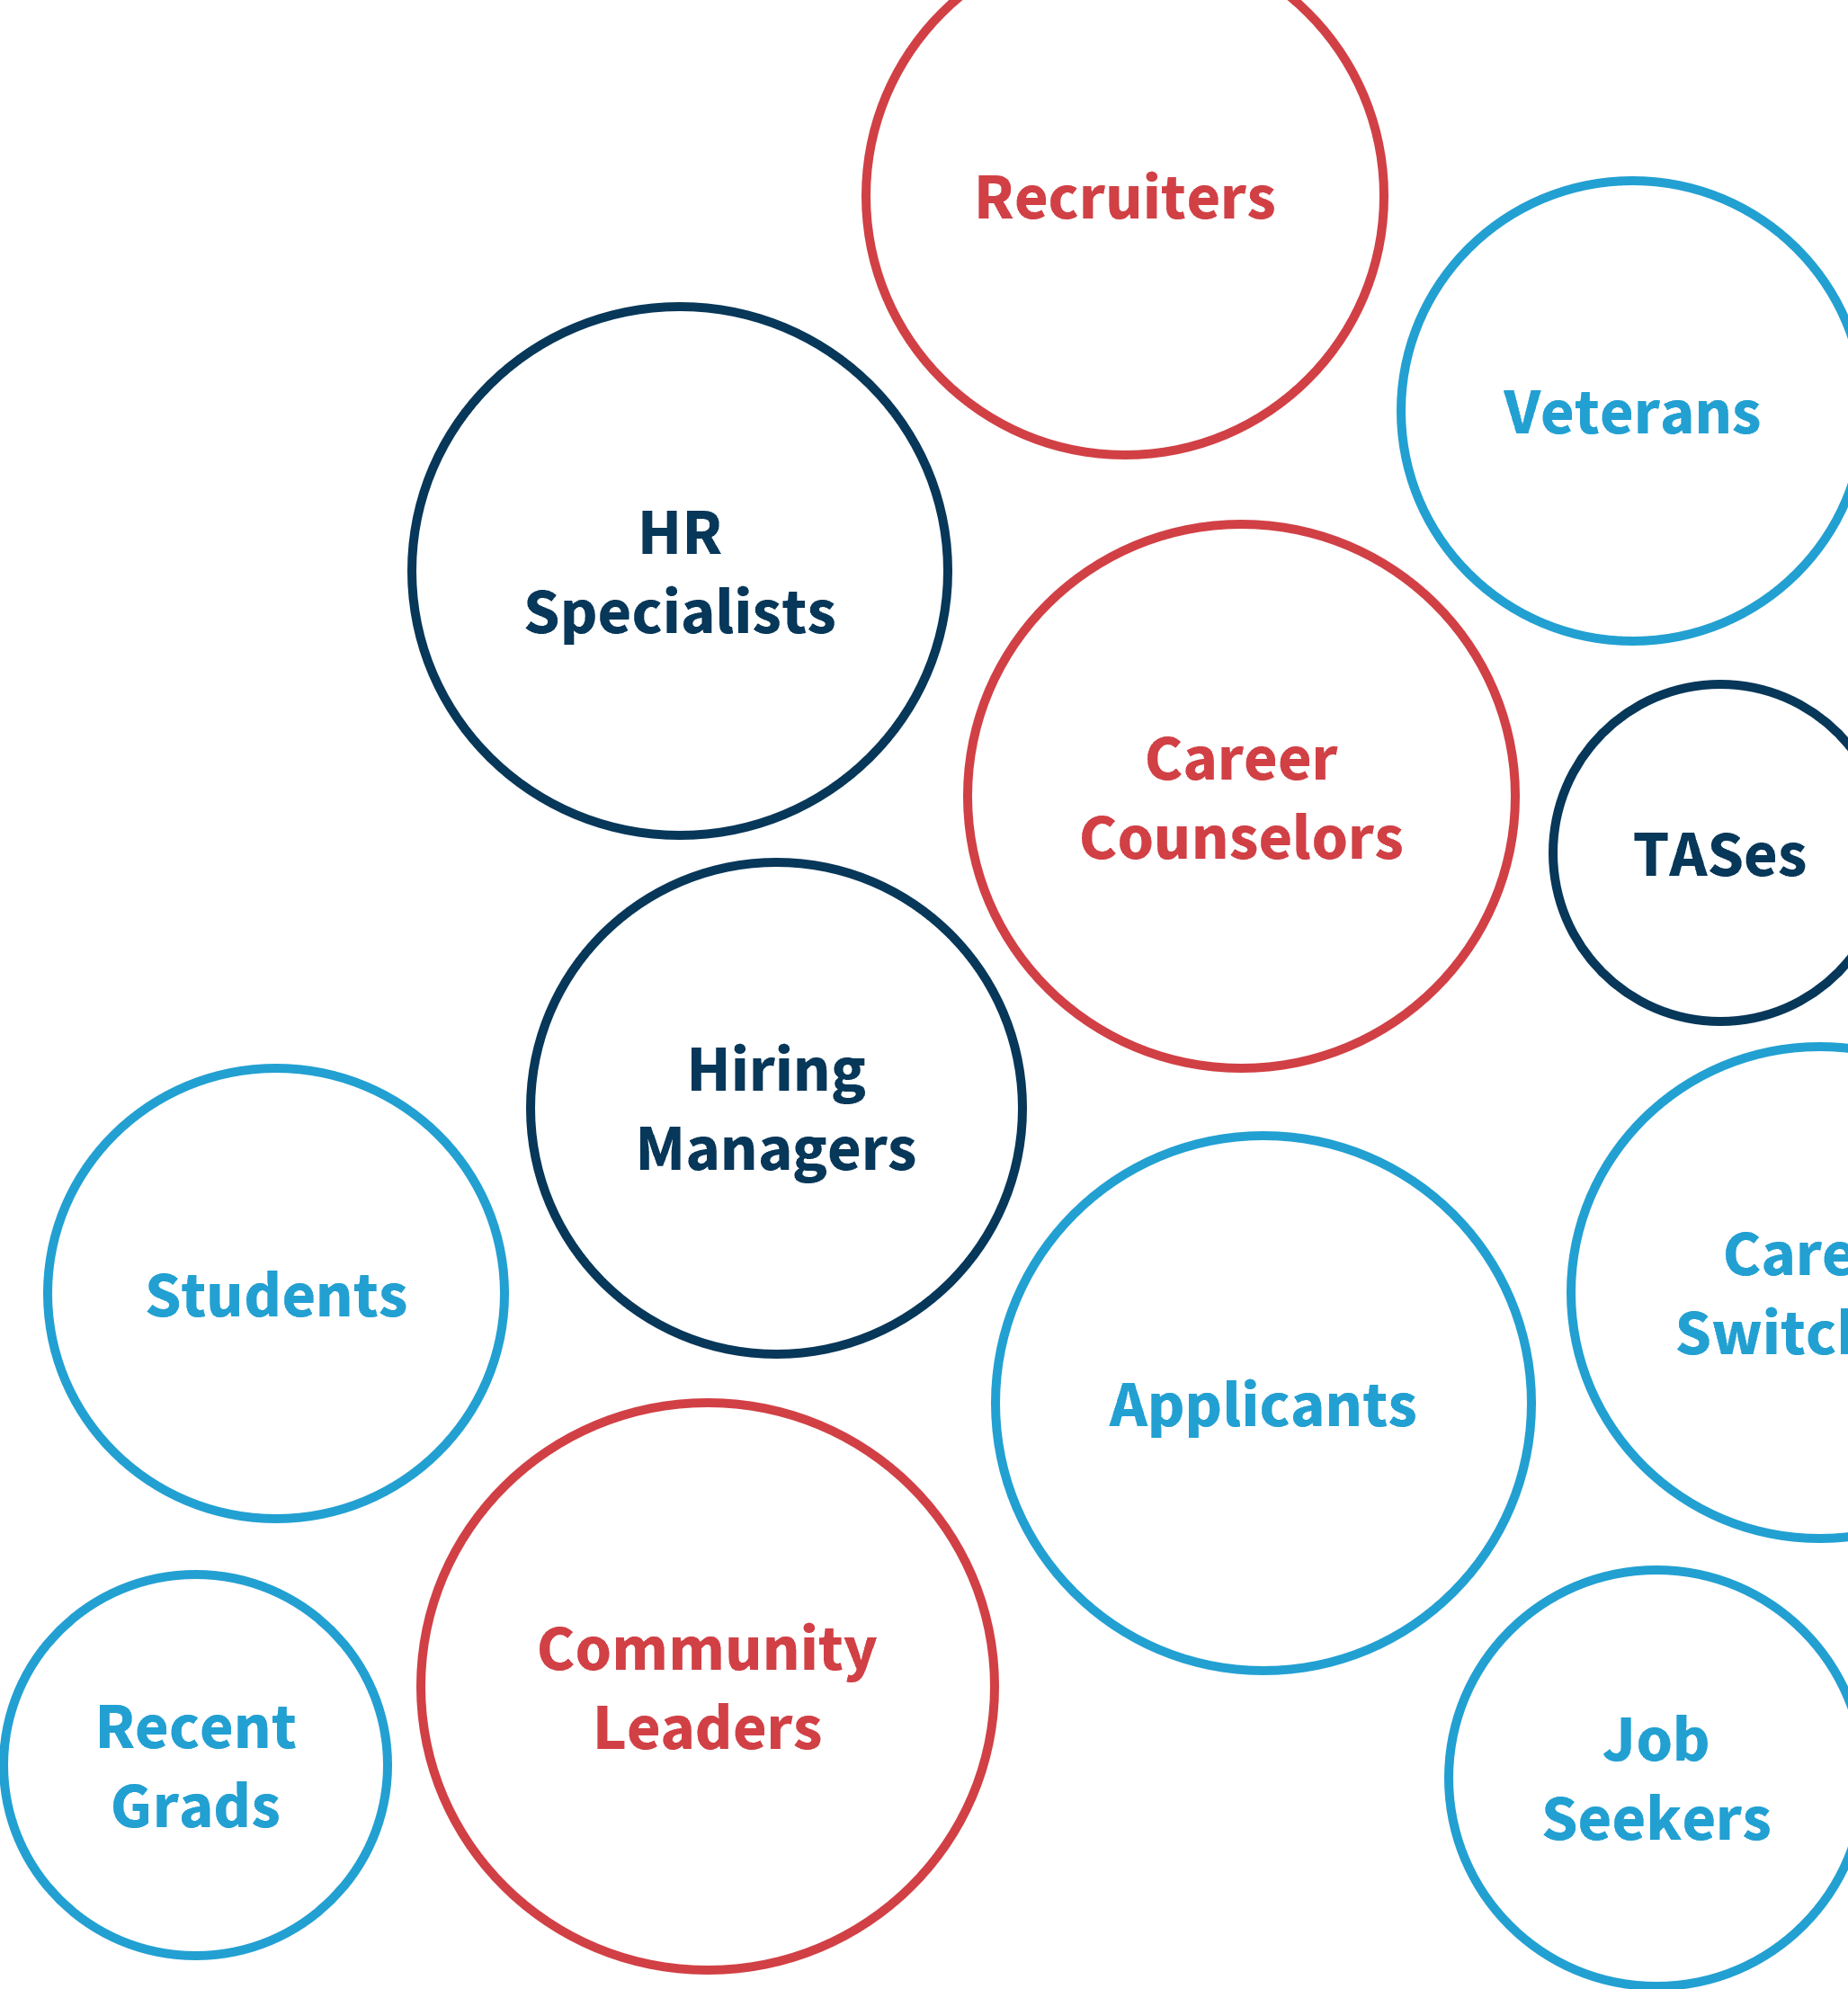 Recruiters
Veterans
HR
Specialists
Career
Counselors
TASes
Hiring
Managers
Students
Applicants
Recent
Grads
Community
Leaders
Job
Seekers